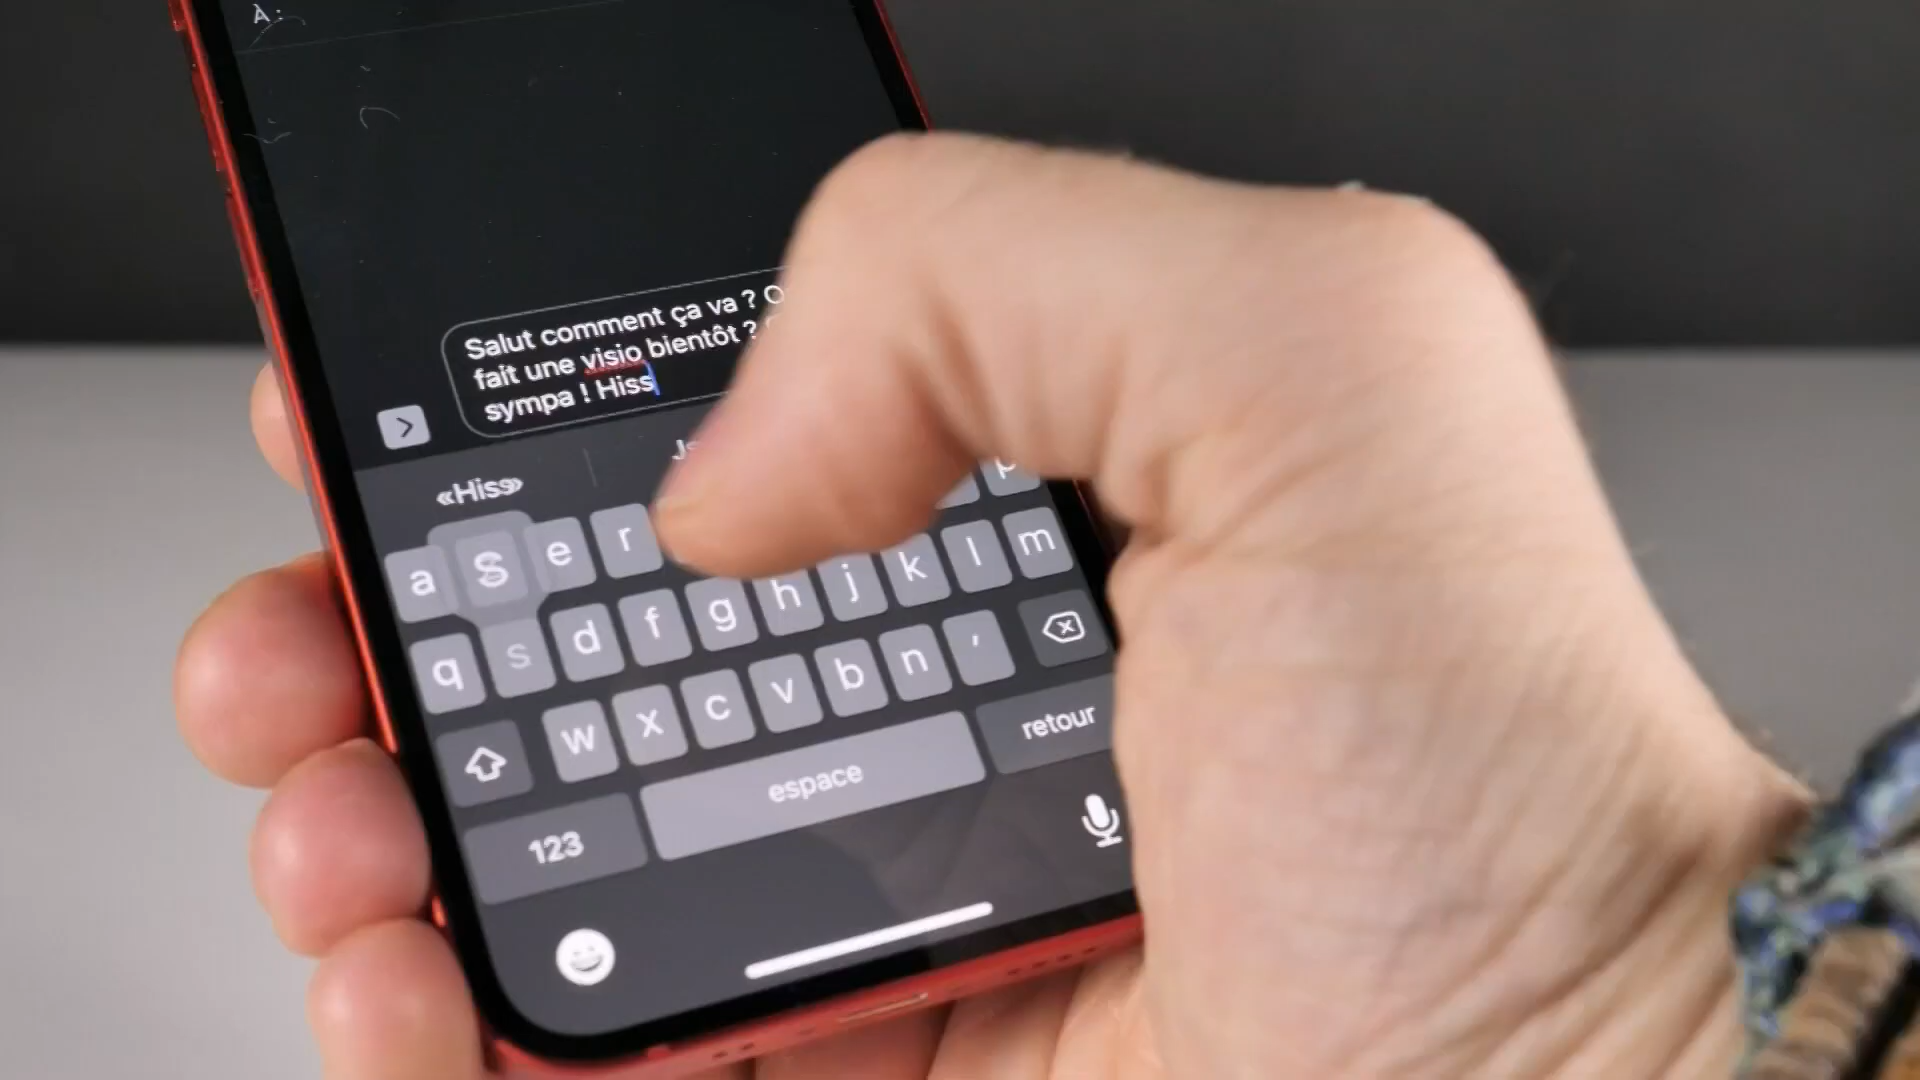 À :
Salut comment ça va ?
fait une visio bientôt ?
sympa ! Hiss
«Hiss»
a S e r
q s d f g h j k l m
w x c v b n '
123 espace retour